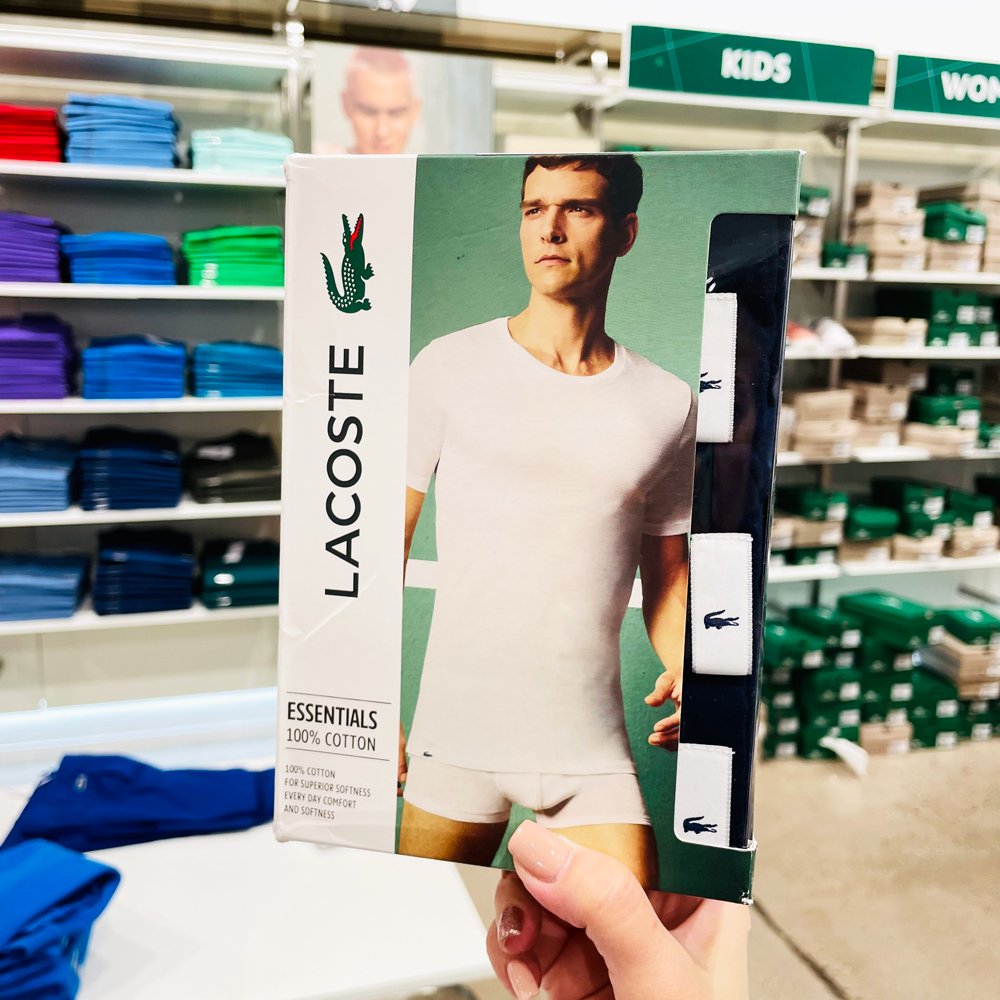 KIDS
WOM
LACOSTE
ESSENTIALS
100% COTTON
100% COTTON
FOR SUPERIOR SOFTNESS
EVERY DAY COMFORT
AND SOFTNESS